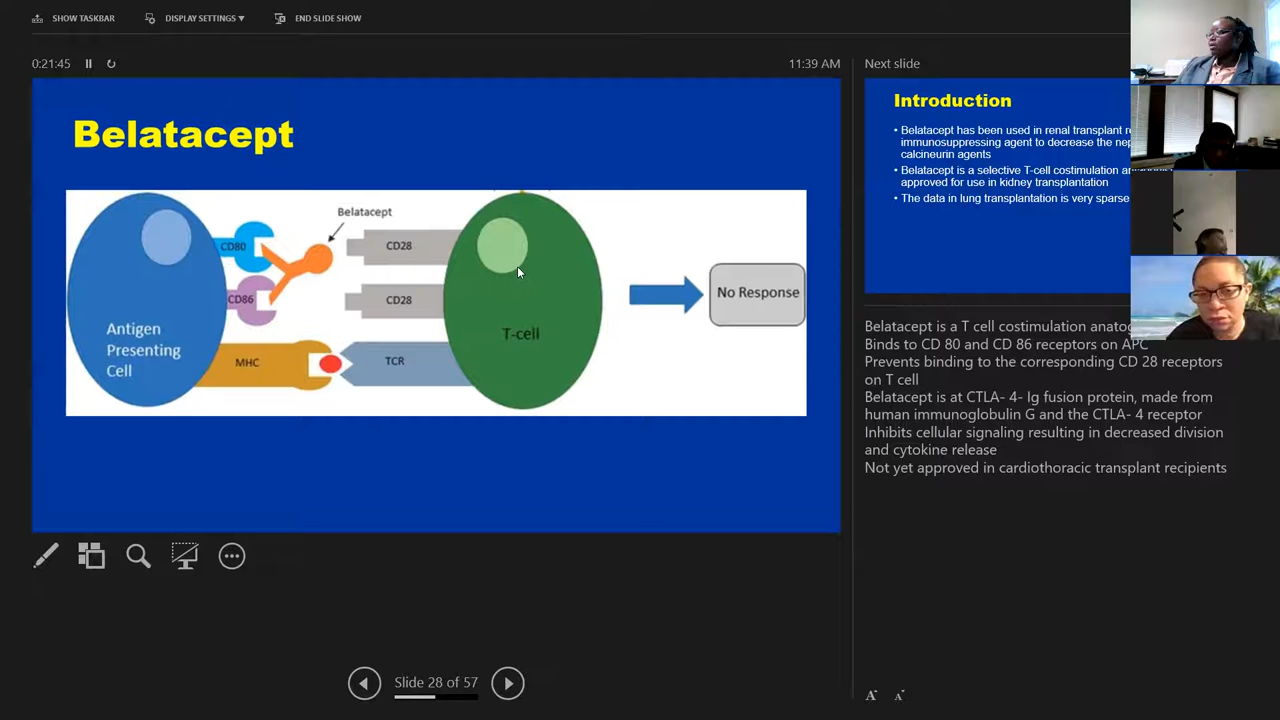 SHOW TASKBAR DISPLAY SETTINGS ▾ END SLIDE SHOW
0:21:45 11:39 AM
Belatacept
Belatacept
CD80
CD28
CD86
CD28
Antigen
Presenting
Cell
MHC
TCR
T-cell
No Response
Slide 28 of 57
Next slide
Introduction
• Belatacept has been used in renal transplant
immunosuppressing agent to decrease the
calcineurin agents
• Belatacept is a selective T-cell costimulation
approved for use in kidney transplantation
• The data in lung transplantation is very sparse
Belatacept is a T cell costimulation
Binds to CD 80 and CD 86 receptors on APC
Prevents binding to the corresponding CD 28 receptors
on T cell
Belatacept is at CTLA- 4- Ig fusion protein, made from
human immunoglobulin G and the CTLA- 4 receptor
Inhibits cellular signaling resulting in decreased division
and cytokine release
Not yet approved in cardiothoracic transplant recipients
A A